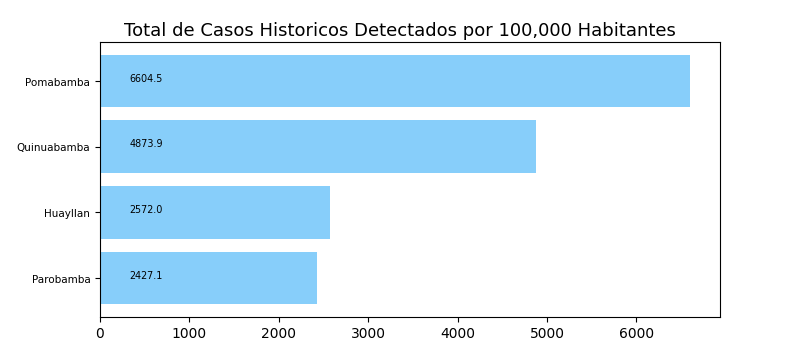 Total de Casos Historicos Detectados por 100,000 Habitantes
Pomabamba
6604.5
Quinuabamba
4873.9
Huayllan
2572.0
Parobamba
2427.1
0 1000 2000 3000 4000 5000 6000